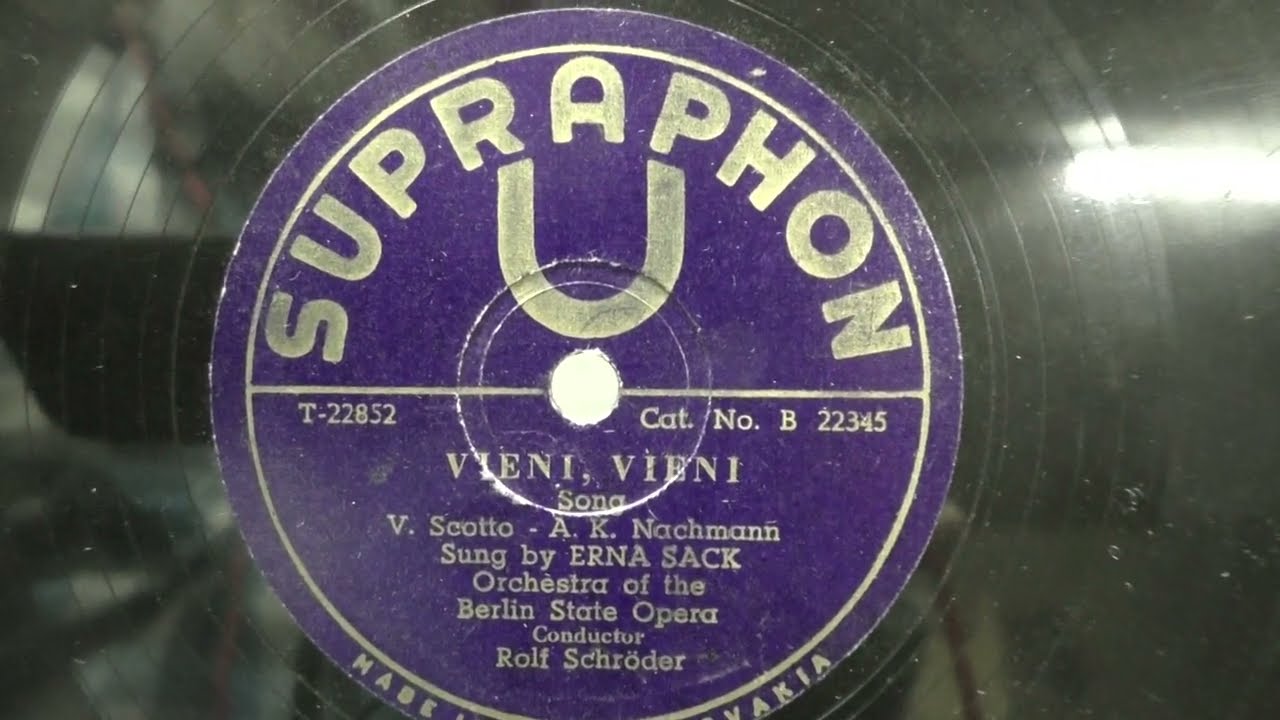 SUPRAPHON
U
T-22852
Cat. No. B 22345
VIENI, VIENI
Song
V. Scotto - A. K. Nachmann
Sung by ERNA SACK
Orchestra of the
Berlin State Opera
Conductor
Rolf Schröder
MADE